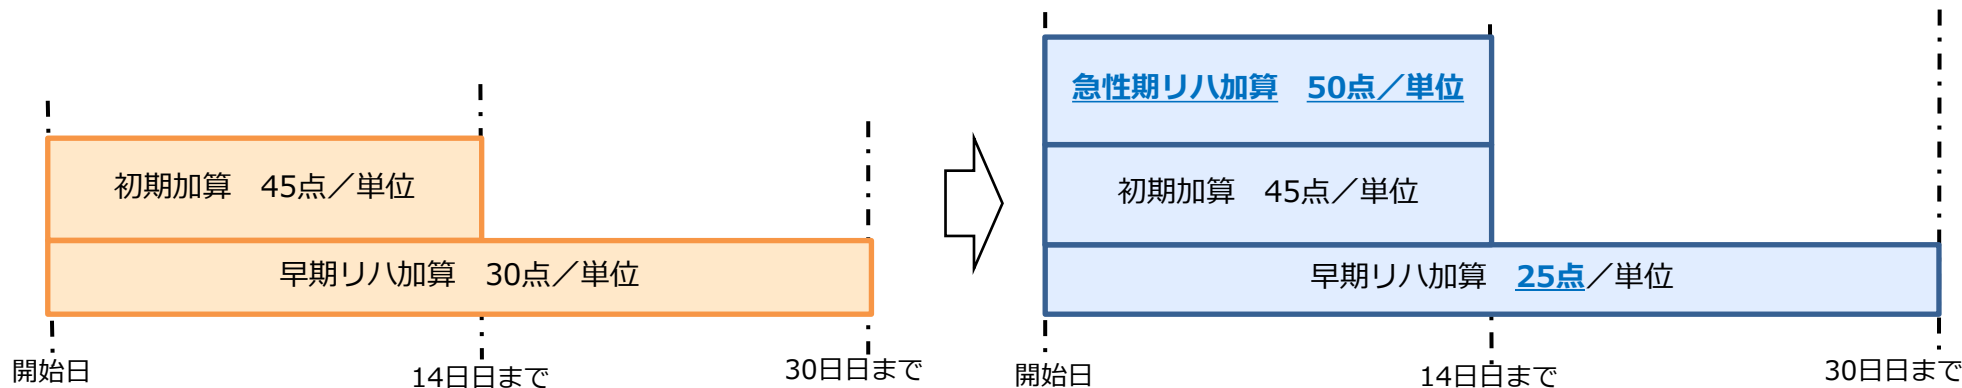 初期加算　45点／単位
早期リハ加算　30点／単位
開始日
14日日まで
30日日まで
急性期リハ加算　50点／単位
初期加算　45点／単位
早期リハ加算　25点／単位
開始日
14日日まで
30日日まで